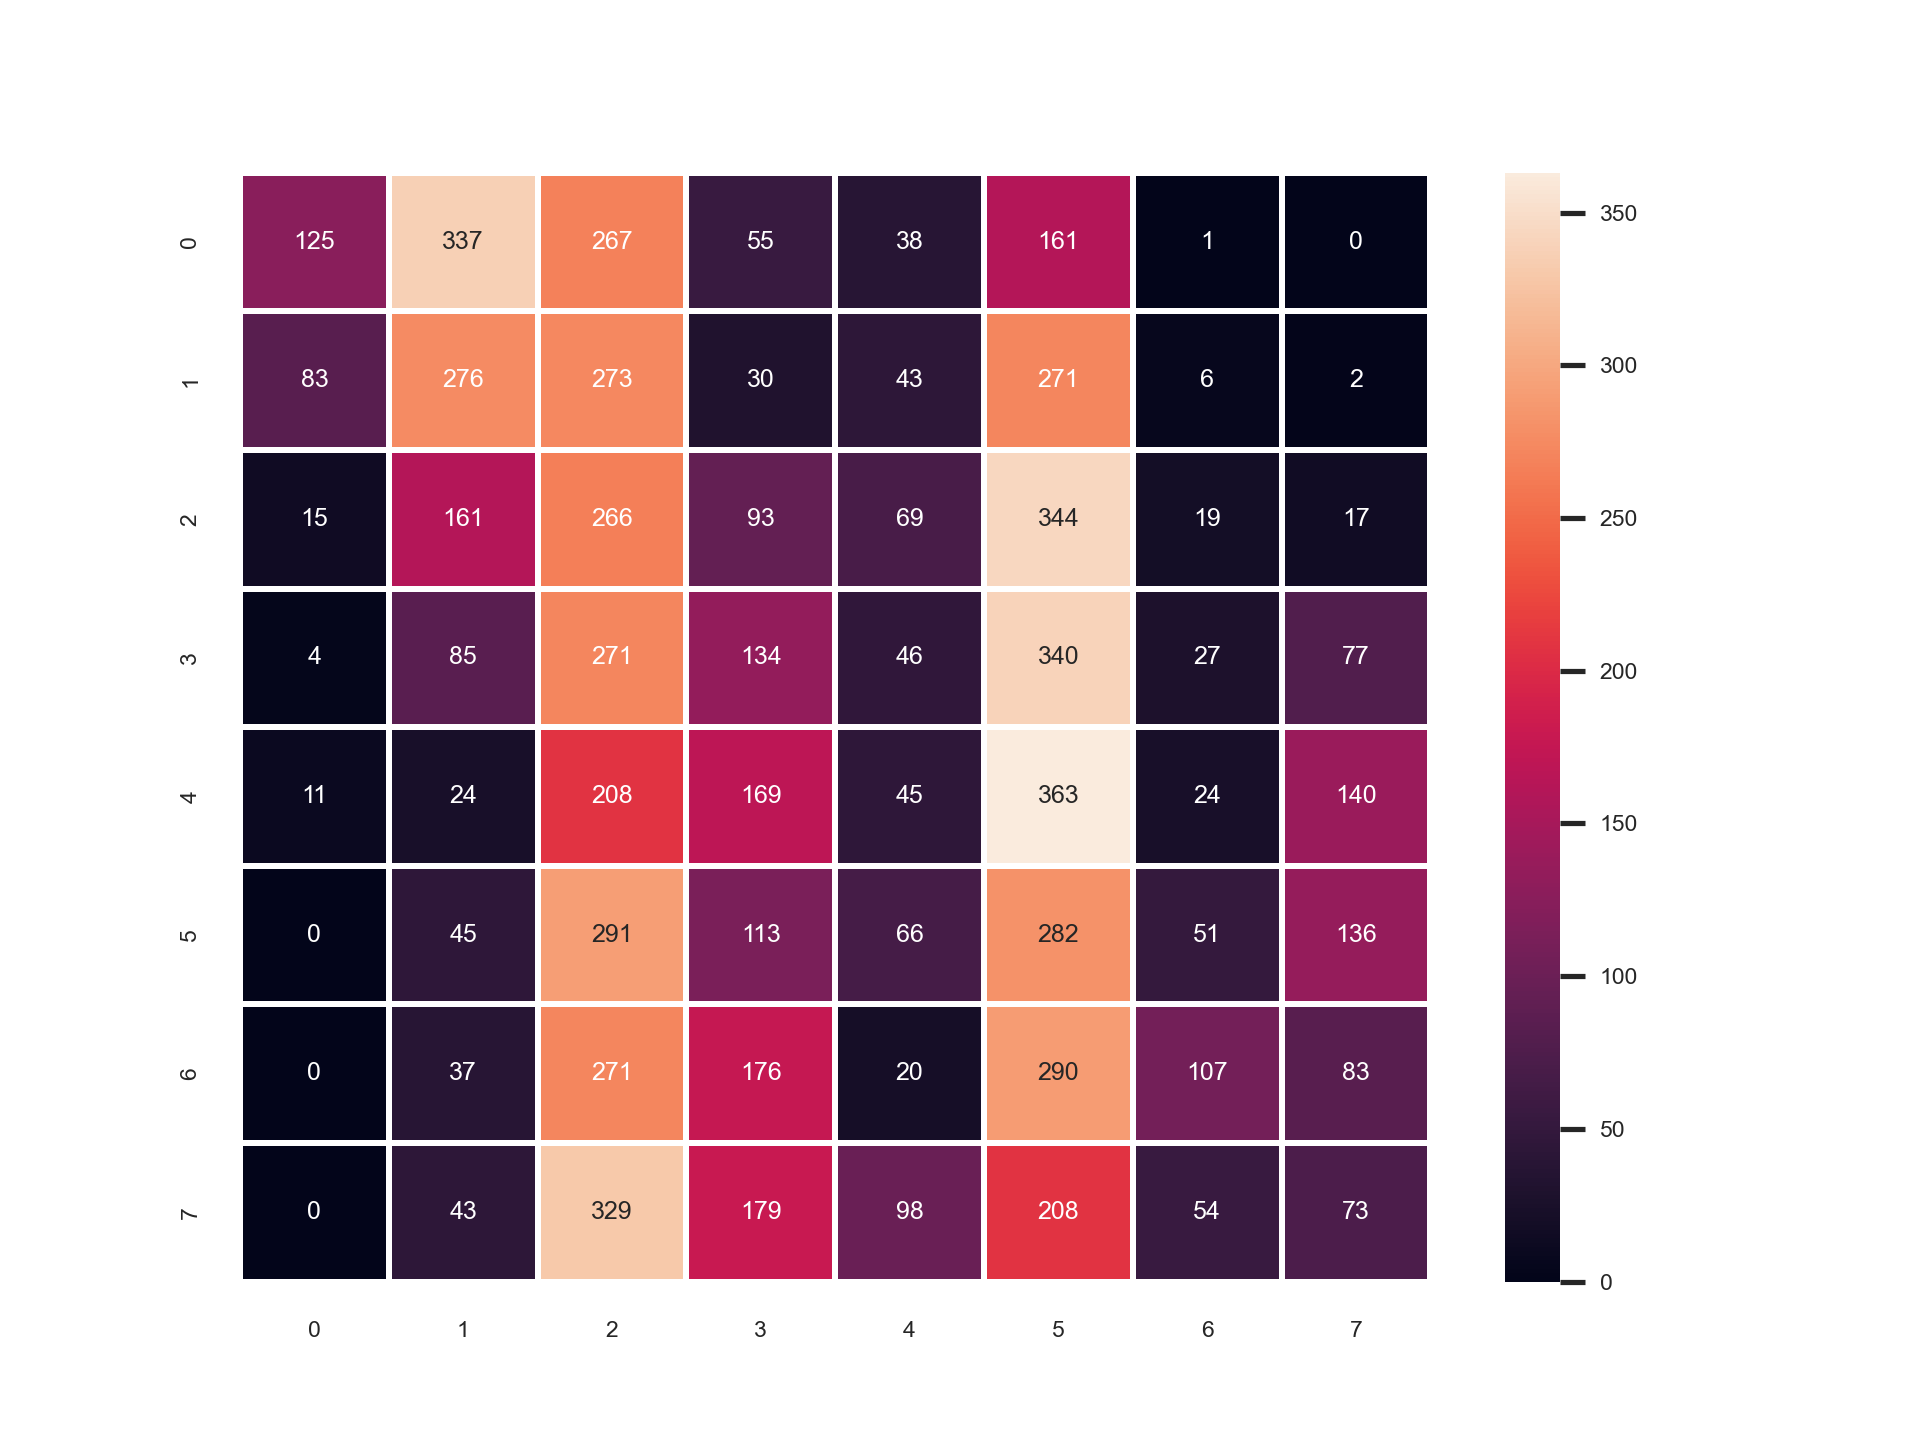 0 125 337 267 55 38 161 1 0
1 83 276 273 30 43 271 6 2
2 15 161 266 93 69 344 19 17
3 4 85 271 134 46 340 27 77
4 11 24 208 169 45 363 24 140
5 0 45 291 113 66 282 51 136
6 0 37 271 176 20 290 107 83
7 0 43 329 179 98 208 54 73
0 1 2 3 4 5 6 7
350
300
250
200
150
100
50
0